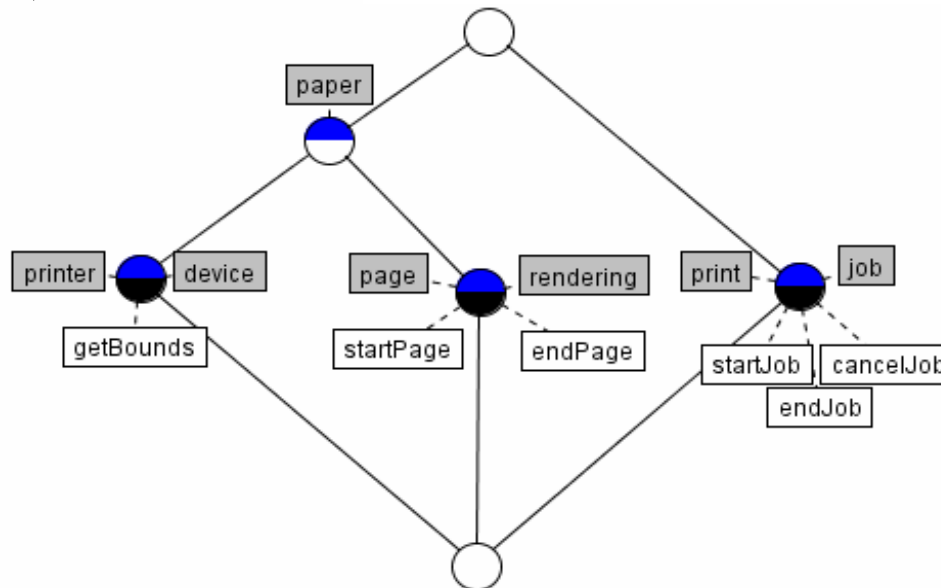 paper
printer
device
page
rendering
print
job
getBounds
startPage
endPage
startJob
cancelJob
endJob